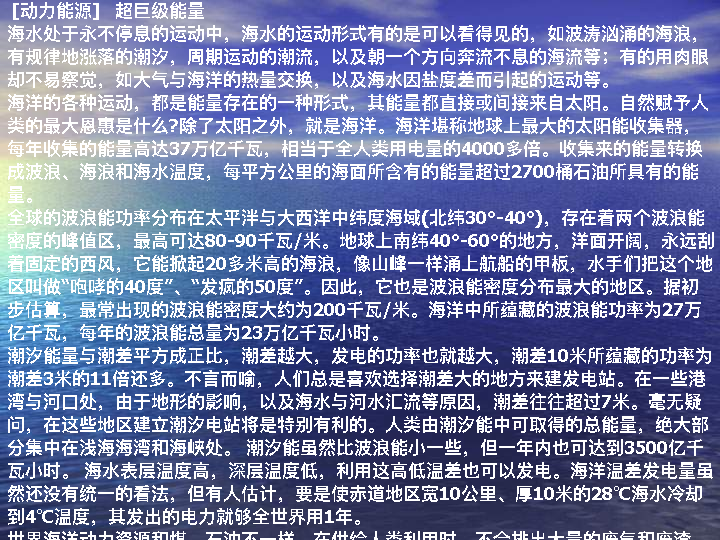 [动力能源]　超巨级能量
海水处于永不停息的运动中，海水的运动形式有的是可以看得见的，如波涛汹涌的海浪，
有规律地涨落的潮汐，周期运动的潮流，以及朝一个方向奔流不息的海流等；有的用肉眼
却不易察觉，如大气与海洋的热量交换，以及海水因盐度差而引起的运动等。
海洋的各种运动，都是能量存在的一种形式，其能量都直接或间接来自太阳。自然赋予人
类的最大恩惠是什么?除了太阳之外，就是海洋。海洋堪称地球上最大的太阳能收集器，
每年收集的能量高达37万亿千瓦，相当于全人类用电量的4000多倍。收集来的能量转换
成波浪、海浪和海水温度，每平方公里的海面所含有的能量超过2700桶石油所具有的能
量。
全球的波浪能功率分布在太平洋与大西洋中纬度海域(北纬30°-40°)，存在着两个波浪能
密度的峰值区，最高可达80-90千瓦/米。地球上南纬40°-60°的地方，洋面开阔，永远刮
着固定的西风，它能掀起20多米高的海浪，像山峰一样涌上航船的甲板，水手们把这个地
区叫做“咆哮的40度”、“发疯的50度”。因此，它也是波浪能密度分布最大的地区。据初
步估算，最常出现的波浪能密度大约为200千瓦/米。海洋中所蕴藏的波浪能功率为27万
亿千瓦，每年的波浪能总量为23万亿千瓦小时。
潮汐能量与潮差平方成正比，潮差越大，发电的功率也就越大，潮差10米所蕴藏的功率为
潮差3米的11倍还多。不言而喻，人们总是喜欢选择潮差大的地方来建发电站。在一些港
湾与河口处，由于地形的影响，以及海水与河水汇流等原因，潮差往往超过7米。毫无疑
问，在这些地区建立潮汐电站将是特别有利的。人类由潮汐能中可取得的总能量，绝大部
分集中在浅海海湾和海峡处。 潮汐能虽然比波浪能小一些，但一年内也可达到3500亿千
瓦小时。 海水表层温度高，深层温度低，利用这高低温差也可以发电。海洋温差发电量虽
然还没有统一的看法，但有人估计，要是使赤道地区宽10公里、厚10米的28℃海水冷却
到4℃温度，其发出的电力就够全世界用1年。
世界海洋动力资源和煤、石油不一样，在供给人类利用时，不会排出大量的废气和废渣，